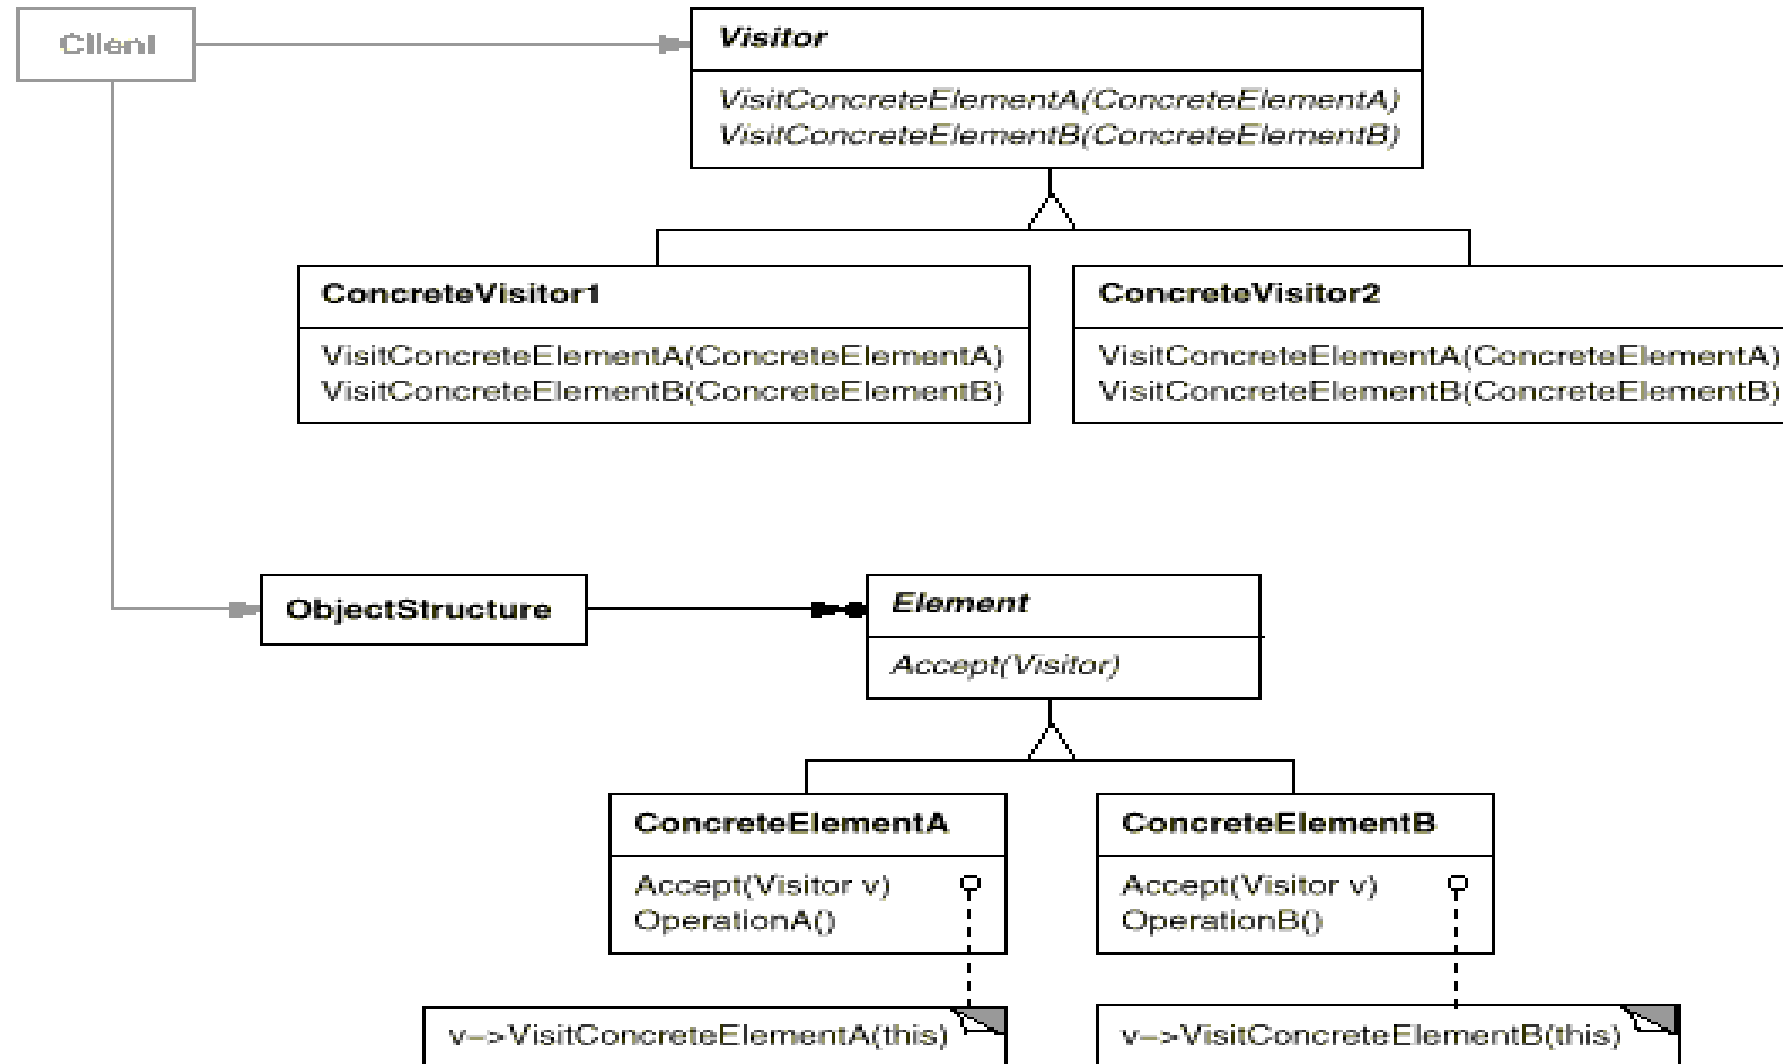 Client
Visitor
VisitConcreteElementA(ConcreteElementA)
VisitConcreteElementB(ConcreteElementB)
ConcreteVisitor1
VisitConcreteElementA(ConcreteElementA)
VisitConcreteElementB(ConcreteElementB)
ConcreteVisitor2
VisitConcreteElementA(ConcreteElementA)
VisitConcreteElementB(ConcreteElementB)
ObjectStructure
Element
Accept(Visitor)
ConcreteElementA
Accept(Visitor v)
OperationA()
ConcreteElementB
Accept(Visitor v)
OperationB()
v->VisitConcreteElementA(this)
v->VisitConcreteElementB(this)